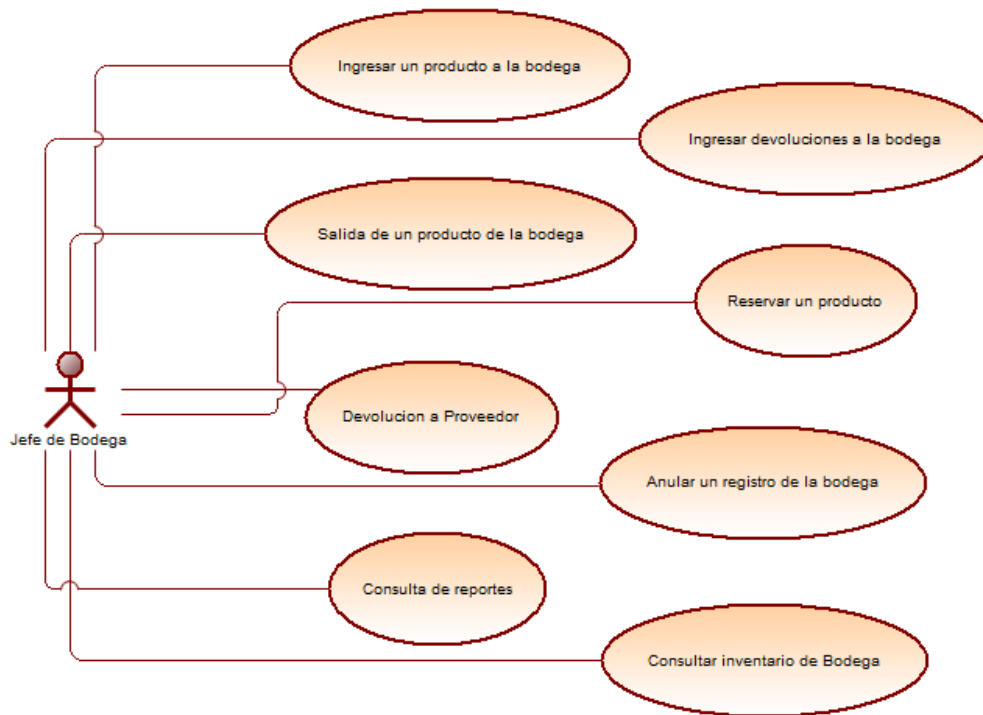 Ingresar un producto a la bodega
Ingresar devoluciones a la bodega
Salida de un producto de la bodega
Reservar un producto
Devolucion a Proveedor
Jefe de Bodega
Anular un registro de la bodega
Consulta de reportes
Consultar inventario de Bodega